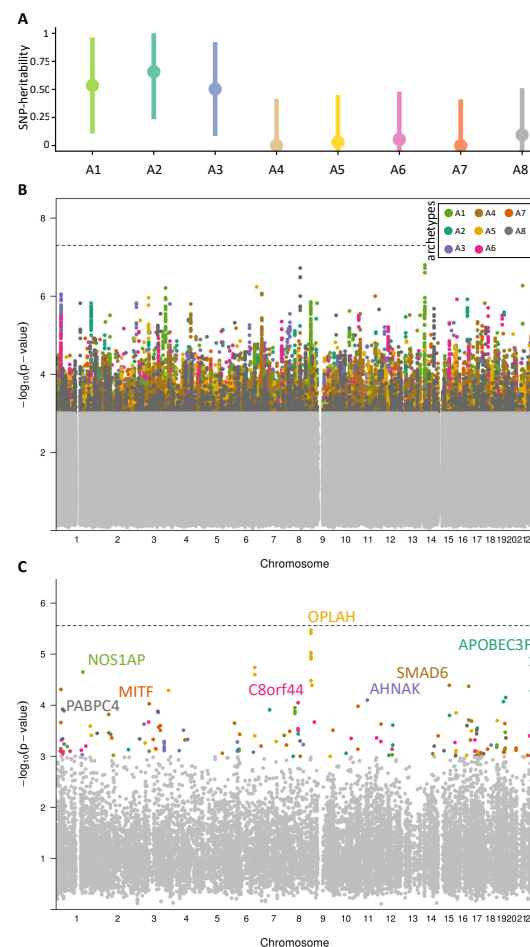 A
SNP-heritability
1
0.75
0.50
0.25
0
A1 A2 A3 A4 A5 A6 A7 A8
B
8
6
4
2
−log10(p − value)
archetypes
A1 A4 A7
A2 A5 A8
A3 A6
1 2 3 4 5 6 7 8 9 10 11 12 13 14 15 16 17 18 19 20 21 2
Chromosome
C
6
5
4
3
2
1
−log10(p − value)
OPLAH
APOBEC3F
NOS1AP
SMAD6
MITF
C8orf44
AHNAK
PABPC4
1 2 3 4 5 6 7 8 9 10 11 12 13 14 15 16 17 18 19 20 21 2
Chromosome